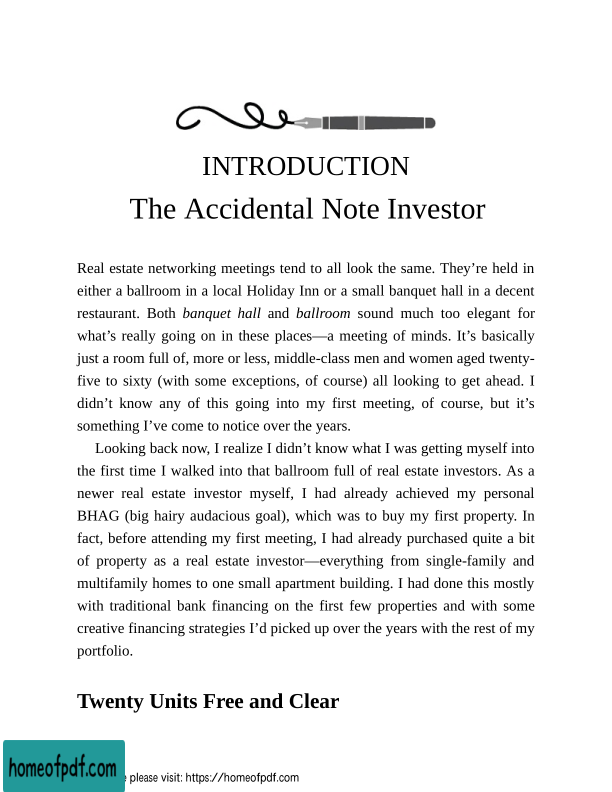 INTRODUCTION
The Accidental Note Investor
Real estate networking meetings tend to all look the same. They’re held in
either a ballroom in a local Holiday Inn or a small banquet hall in a decent
restaurant. Both banquet hall and ballroom sound much too elegant for
what’s really going on in these places—a meeting of minds. It’s basically
just a room full of, more or less, middle-class men and women aged twenty-
five to sixty (with some exceptions, of course) all looking to get ahead. I
didn’t know any of this going into my first meeting, of course, but it’s
something I’ve come to notice over the years.
Looking back now, I realize I didn’t know what I was getting myself into
the first time I walked into that ballroom full of real estate investors. As a
newer real estate investor myself, I had already achieved my personal
BHAG (big hairy audacious goal), which was to buy my first property. In
fact, before attending my first meeting, I had already purchased quite a bit
of property as a real estate investor—everything from single-family and
multifamily homes to one small apartment building. I had done this mostly
with traditional bank financing on the first few properties and with some
creative financing strategies I’d picked up over the years with the rest of my
portfolio.
Twenty Units Free and Clear
homeofpdf.com
please visit: https://homeofpdf.com